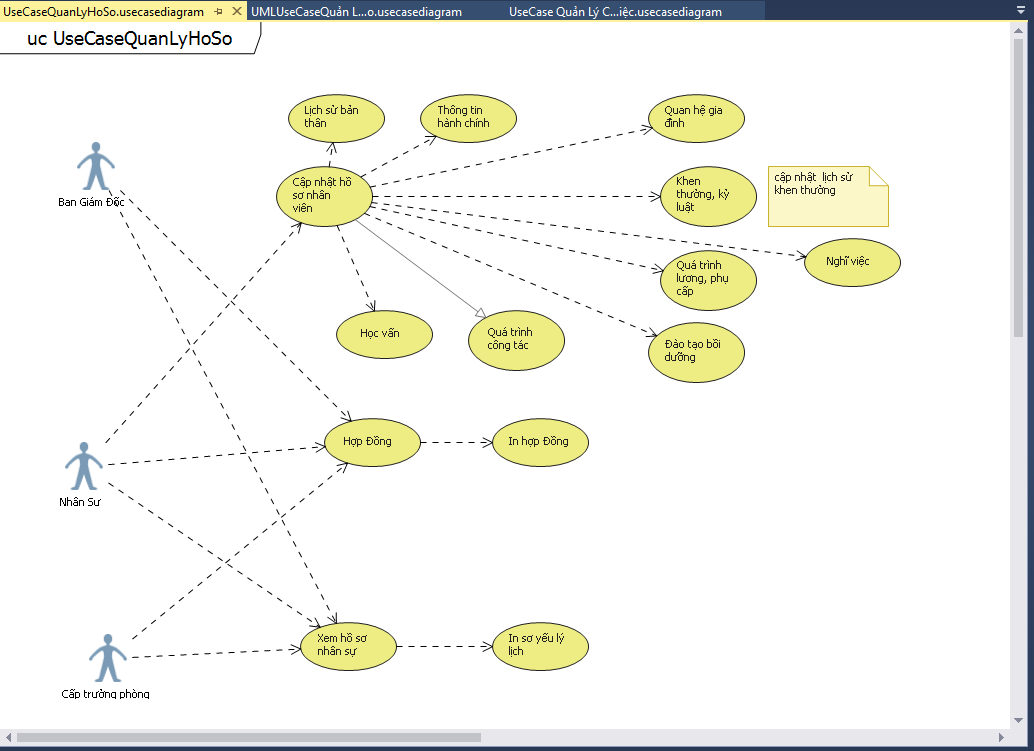 UseCaseQuanLyHoSo.usecasediagram
UMLUseCaseQuản L...o.usecasediagram
UseCase Quản Lý C...iệc.usecasediagram
uc UseCaseQuanLyHoSo
Lịch sử bản
thân
Thông tin
hành chính
Quan hệ gia
đình
Ban Giám Đốc
Cập nhật hồ
sơ nhân
viên
Khen
thưởng, kỷ
luật
cập nhật lịch sử
khen thưởng
Nghĩ việc
Quá trình
lương, phụ
cấp
Học vấn
Quá trình
công tác
Đào tạo bồi
dưỡng
Hợp Đồng
In hợp Đồng
Nhân Sư
Xem hồ sơ
nhân sự
In sơ yếu lý
lịch
Cấp trưởng phòng